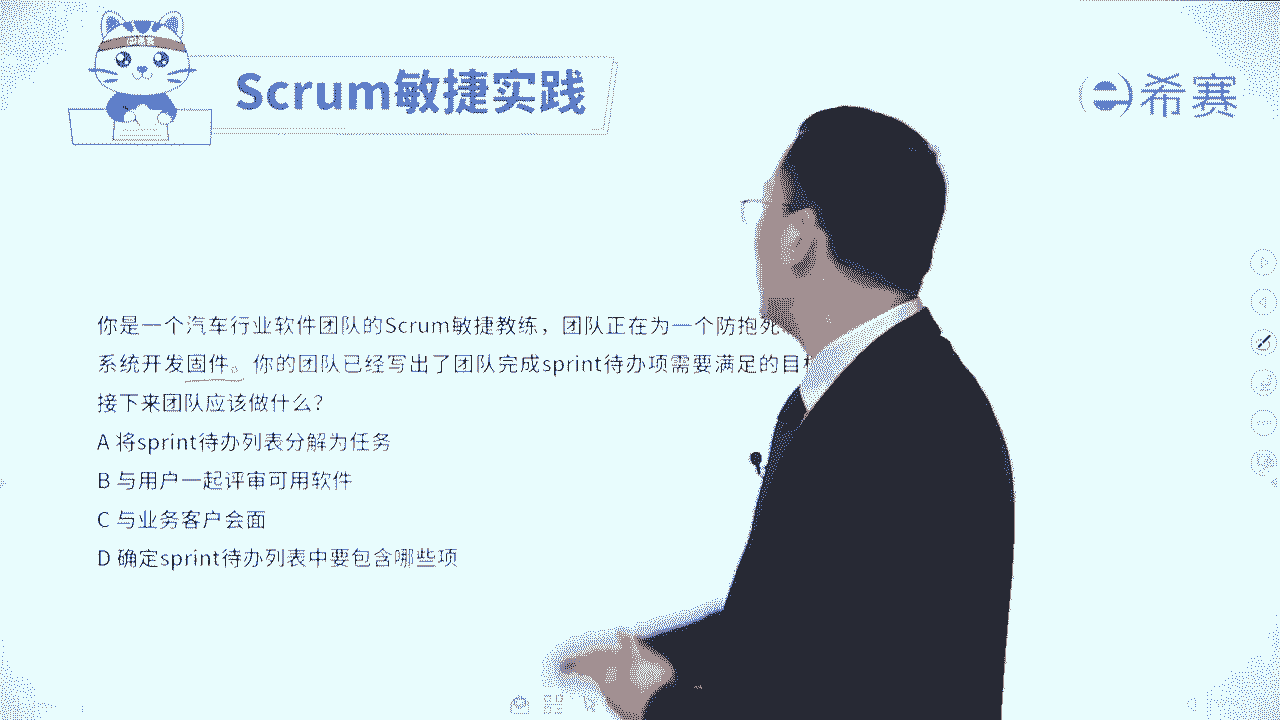 Scrum敏捷实践
希赛
你是一个汽车行业软件团队的Scrum敏捷教练，团队正在为一个防抱死
系统开发固件。你的团队已经写出了团队完成sprint待办项需要满足的目
接下来团队应该做什么？
A 将sprint待办列表分解为任务
B 与用户一起评审可用软件
C 与业务客户会面
D 确定sprint待办列表中要包含哪些项